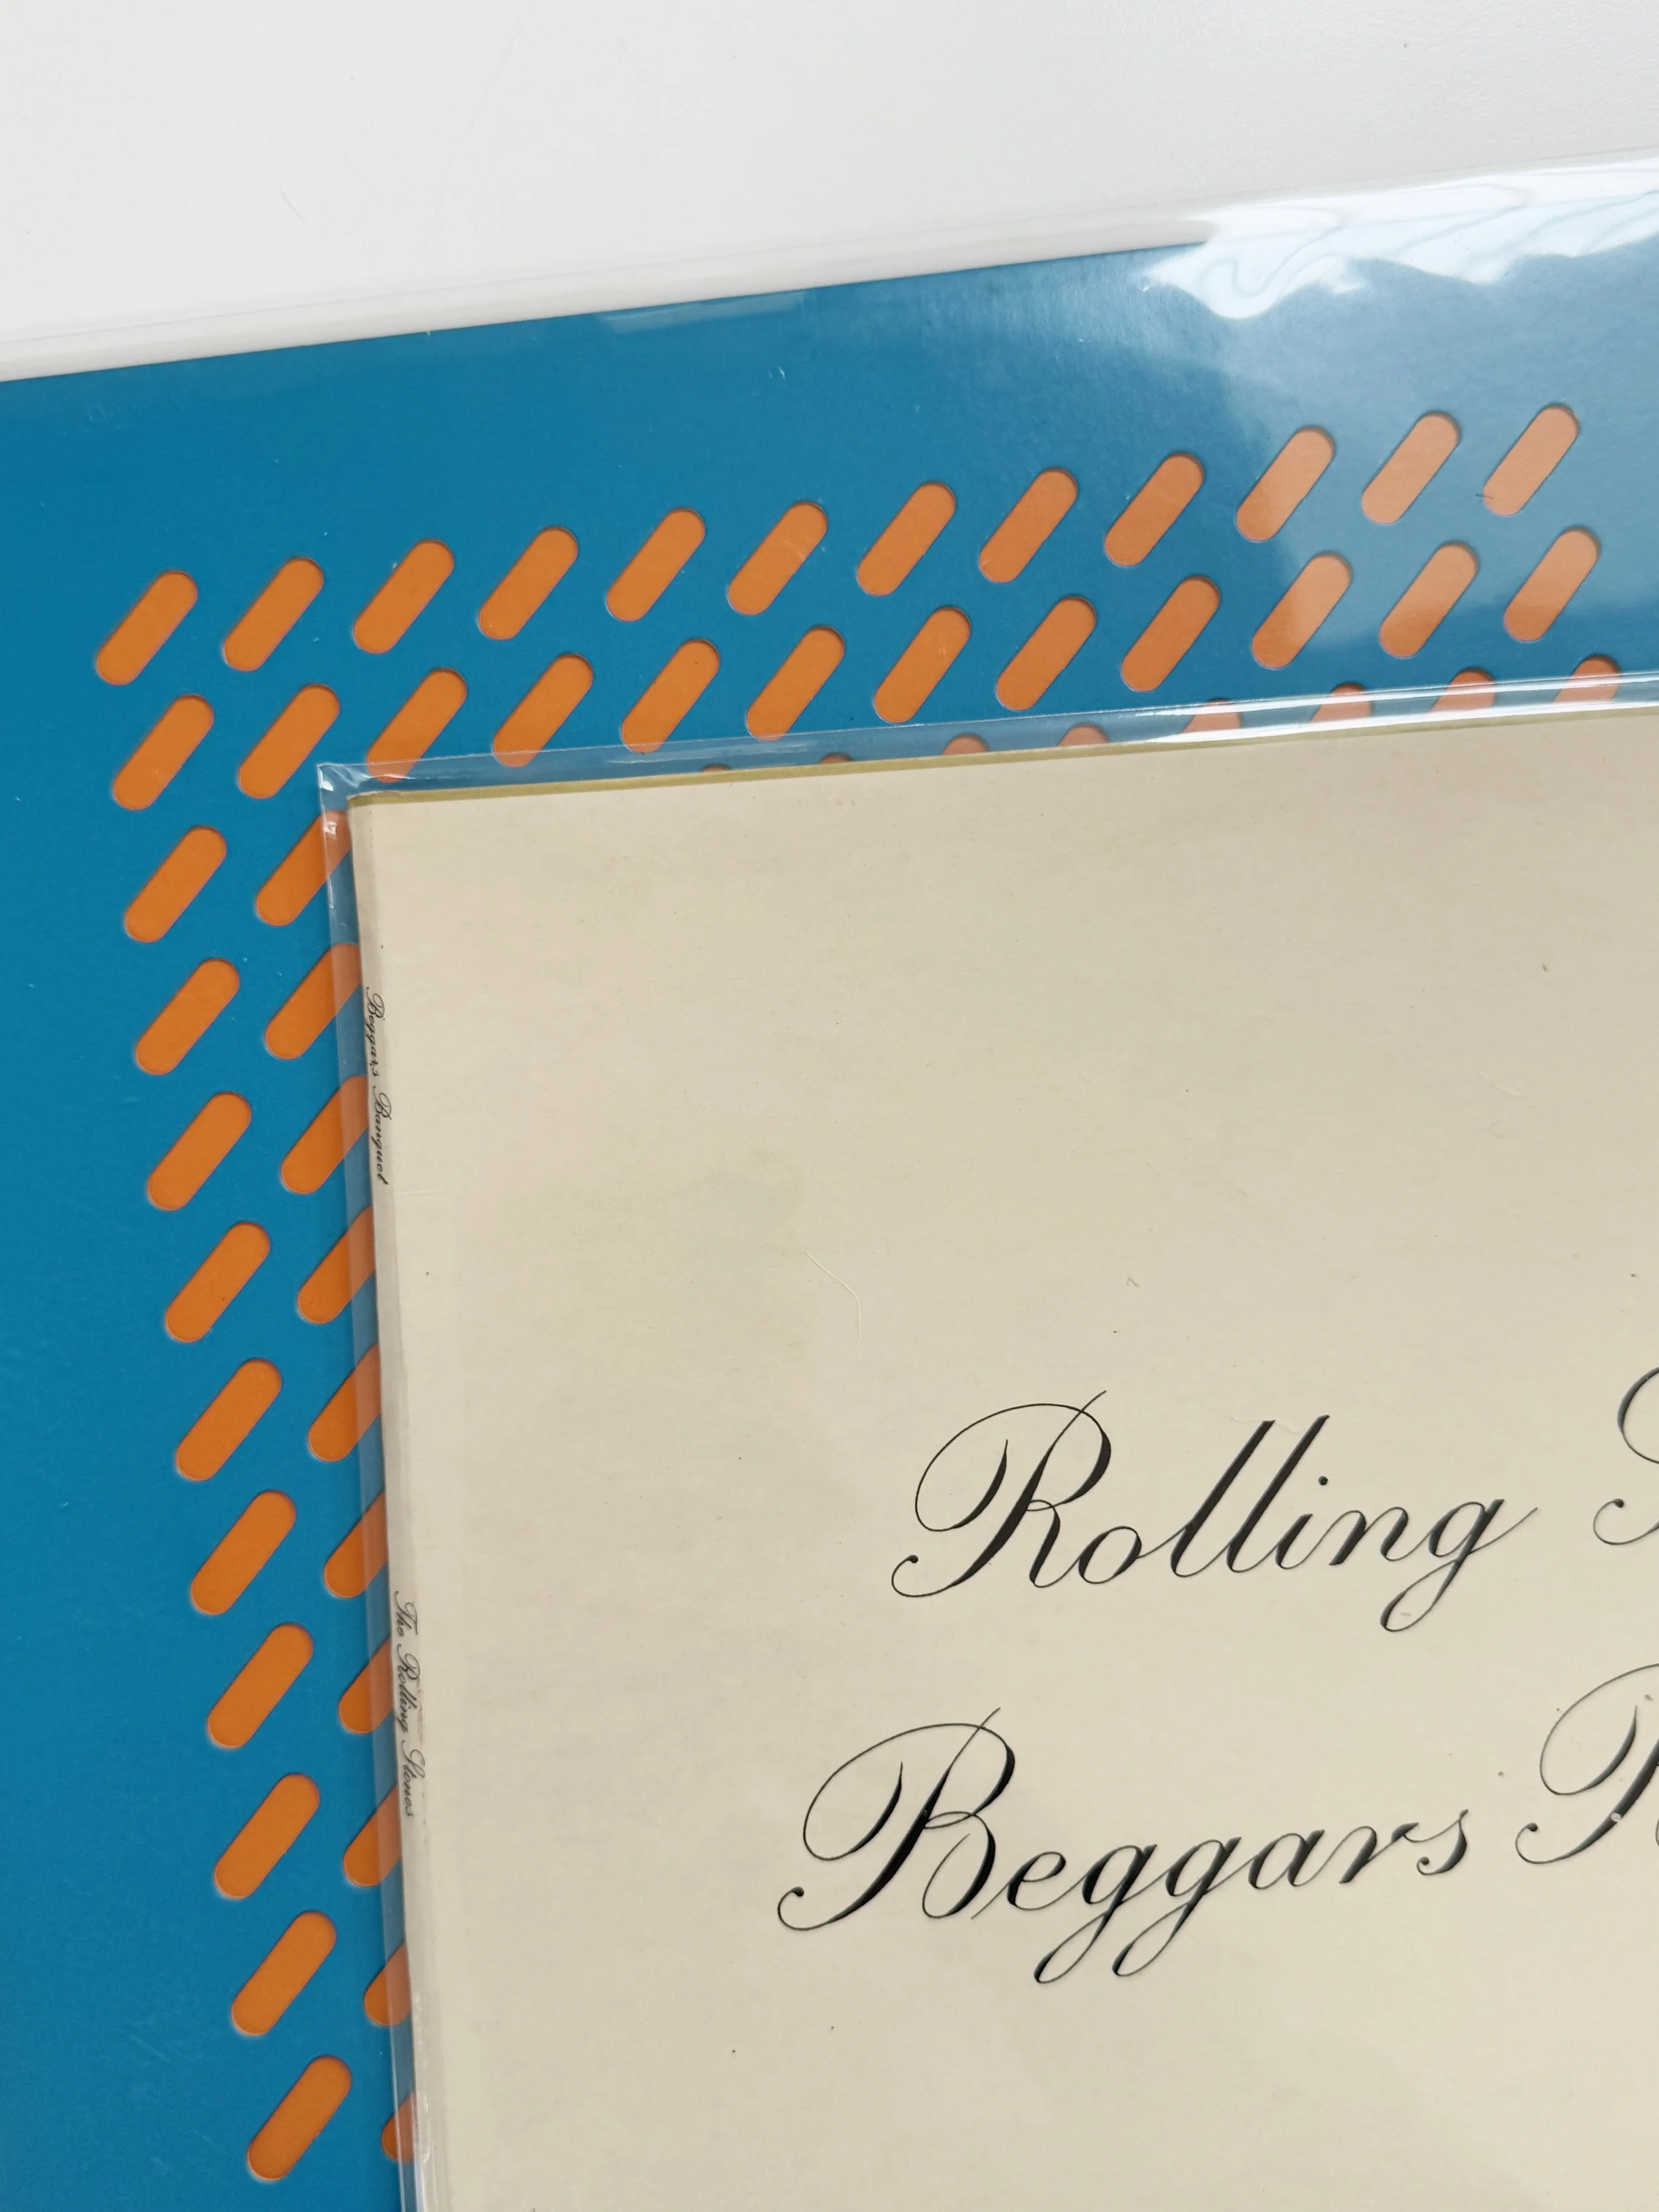 Beggars Banquet
The Rolling Stones
Rolling
Beggars